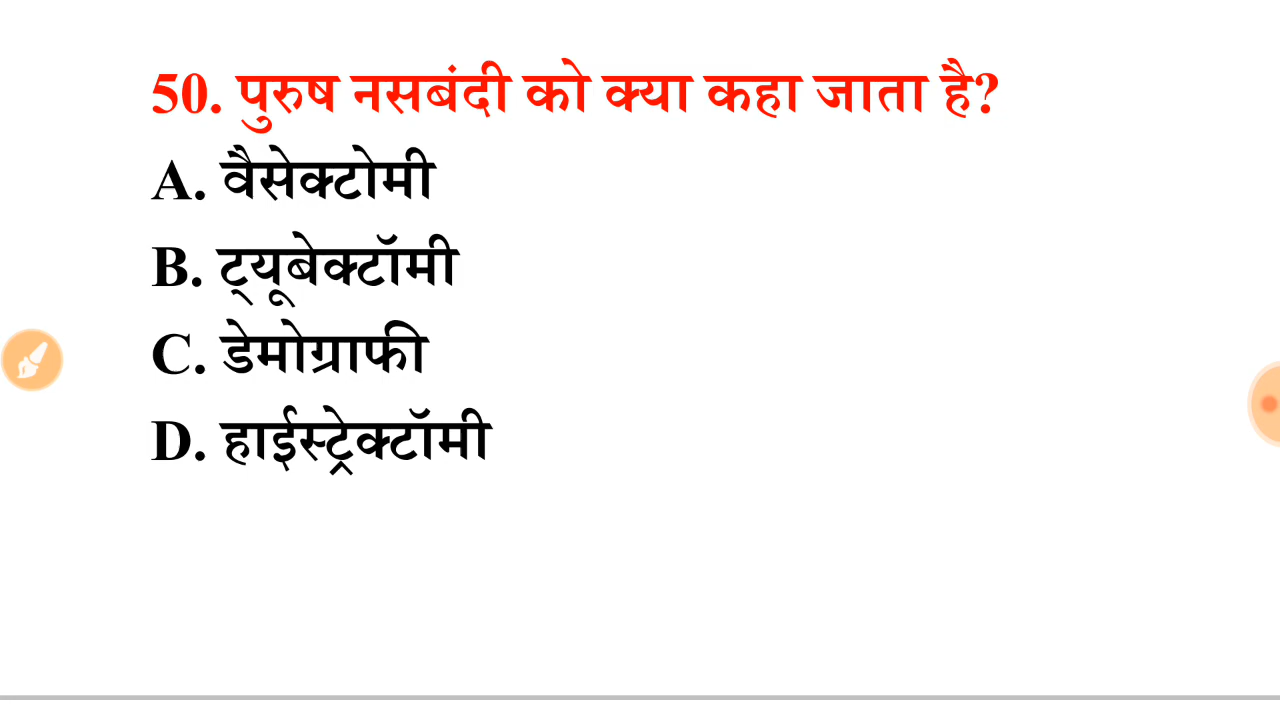 50. पुरुष नसबंदी को क्या कहा जाता है?
A. वैसेक्टोमी
B. ट्यूबेक्टॉमी
C. डेमोग्राफी
D. हाईस्ट्रेक्टॉमी